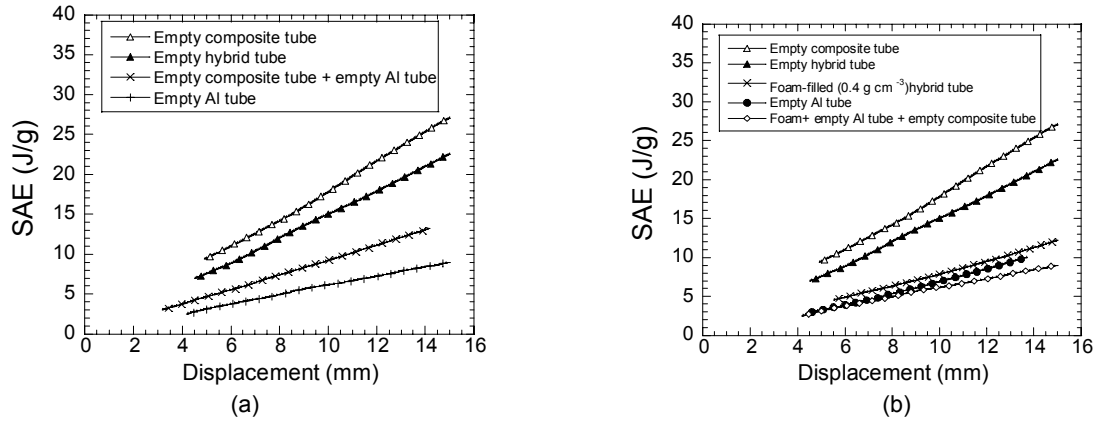 40
35
30
25
20
15
10
5
0
SAE (J/g)
Empty composite tube
Empty hybrid tube
Empty composite tube + empty Al tube
Empty Al tube
0 2 4 6 8 10 12 14 16
Displacement (mm)
(a)
40
35
30
25
20
15
10
5
0
SAE (J/g)
Empty composite tube
Empty hybrid tube
Foam-filled (0.4 g cm -3)hybrid tube
Empty Al tube
Foam+ empty Al tube + empty composite tube
0 2 4 6 8 10 12 14 16
Displacement (mm)
(b)